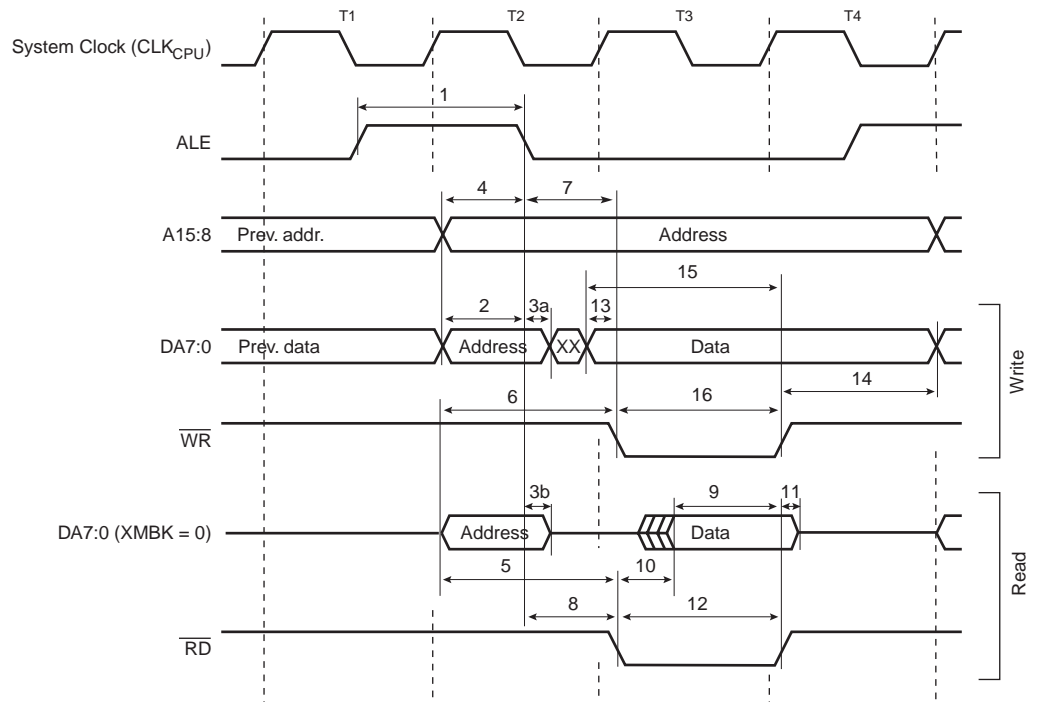 T1 T2 T3 T4
System Clock (CLKCPU)
1
ALE
4 7
A15:8 Prev. addr. Address
15
2 3a 13
DA7:0 Prev. data Address XX Data
14
6 16
WR
Write
3b 9 11
DA7:0 (XMBK = 0) Address Data
5 10
8 12
RD
Read